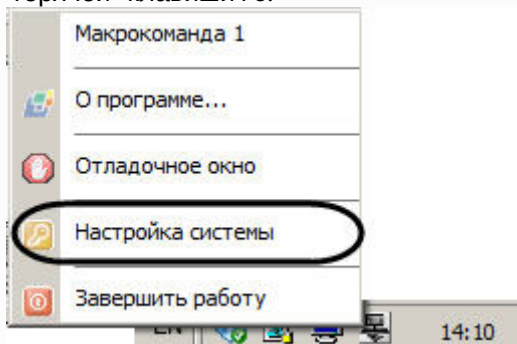 Макрокоманда 1
О программе...
Отладочное окно
Настройка системы
Завершить работу
EN 14:10